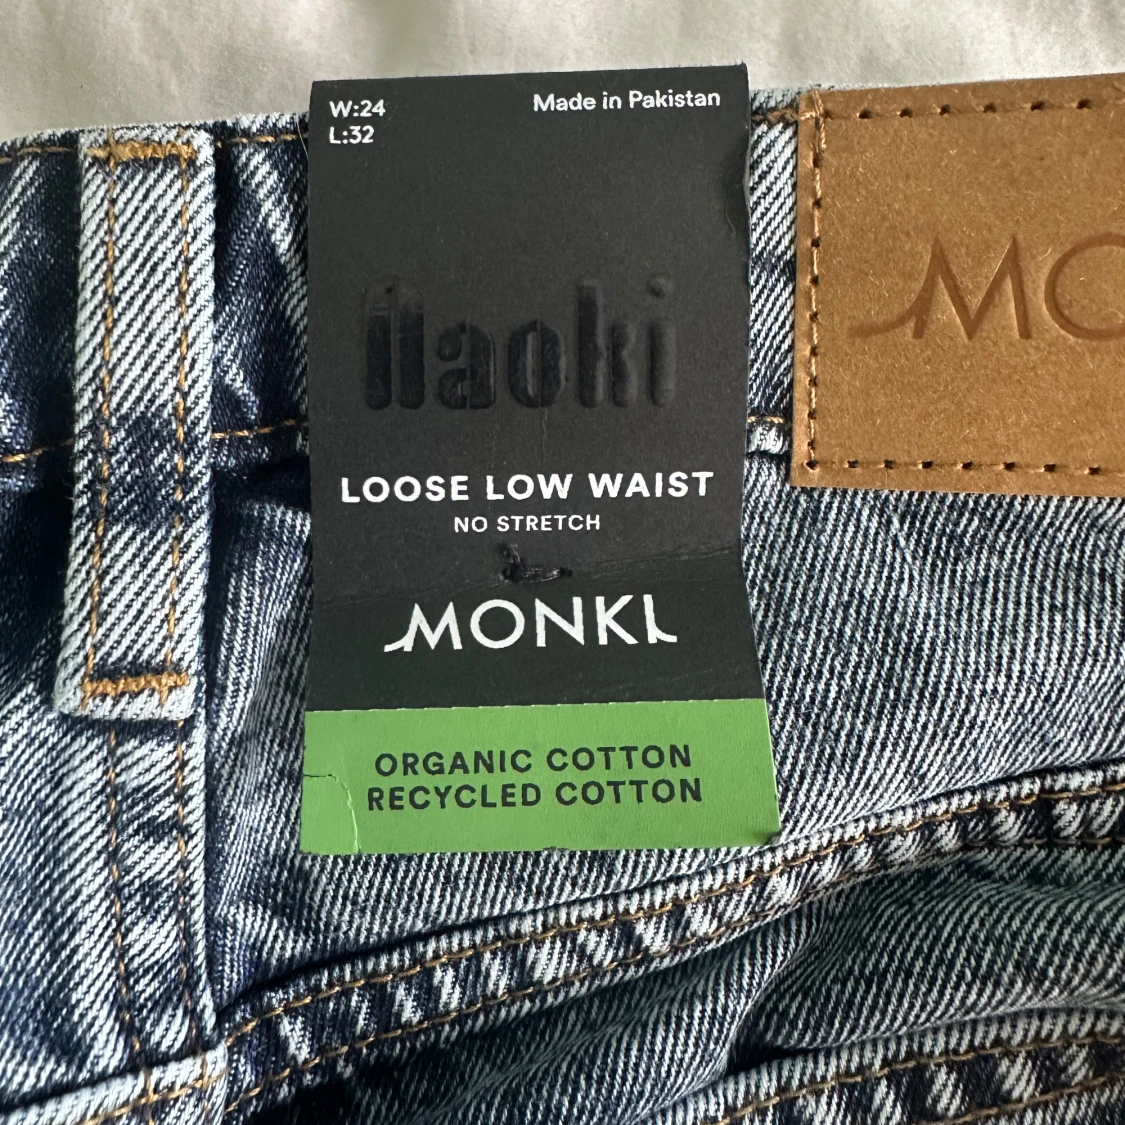 W:24
Made in Pakistan
L:32
Naoki
LOOSE LOW WAIST
NO STRETCH
MONKI
ORGANIC COTTON
RECYCLED COTTON
MO